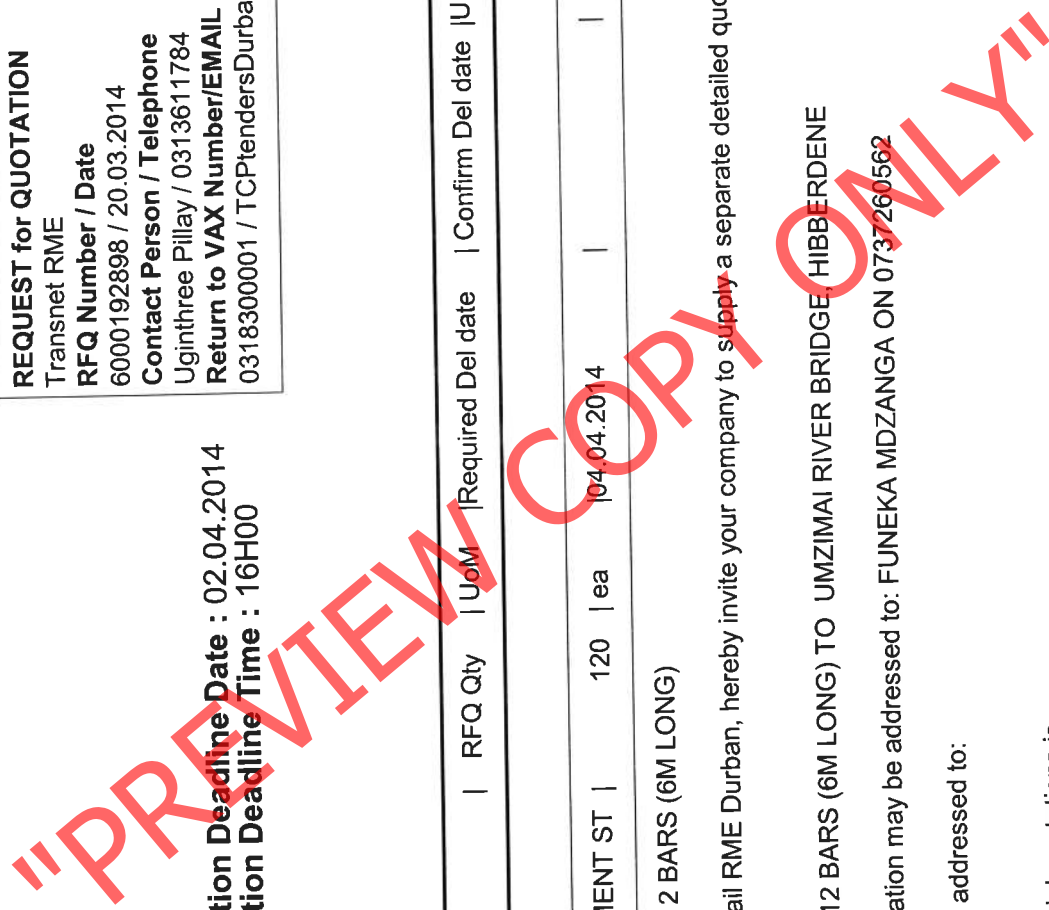 REQUEST for QUOTATION
Transnet RME
RFQ Number / Date
6000192898 / 20.03.2014
Contact Person / Telephone
Uginthree Pillay / 0313611784
Return to VAX Number/EMAIL
0318300001 / TCPtendersDurba
tion Deadline Date : 02.04.2014
tion Deadline Time : 16H00
| RFQ Qty | UoM |Required Del date | Confirm Del date |U
MENT ST | 120 | ea |04.04.2014 | |
2 BARS (6M LONG)
ail RME Durban, hereby invite your company to supply a separate detailed quo
12 BARS (6M LONG) TO UMZIMAI RIVER BRIDGE, HIBBERDENE
ation may be addressed to: FUNEKA MDZANGA ON 0737260562
addressed to:
"PREVIEW COPY ONLY"